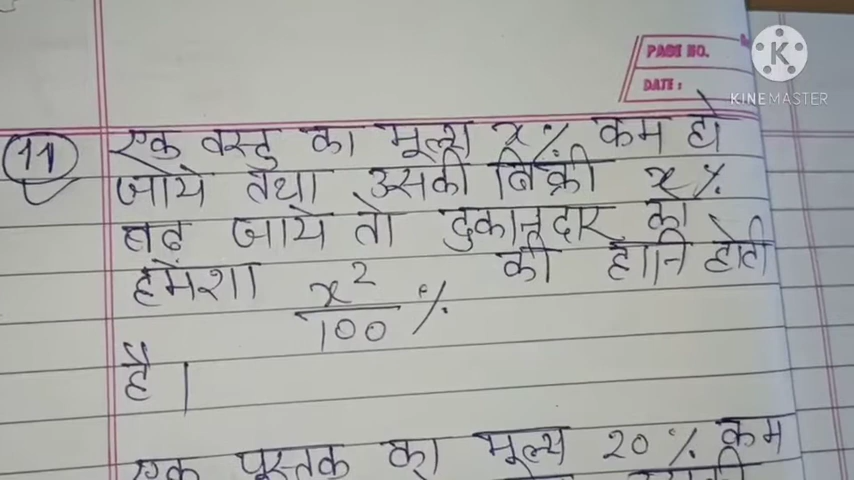 PAGE NO.
DATE :
KINEMASTER
11 एक वस्तु का मूल्य x% कम हो
जाये तथा उसकी बिक्री x%
बढ़ जाये तो दुकानदार को
हमेशा x²/100 % की हानि होती
है।
एक पुस्तक का मूल्य 20% कम